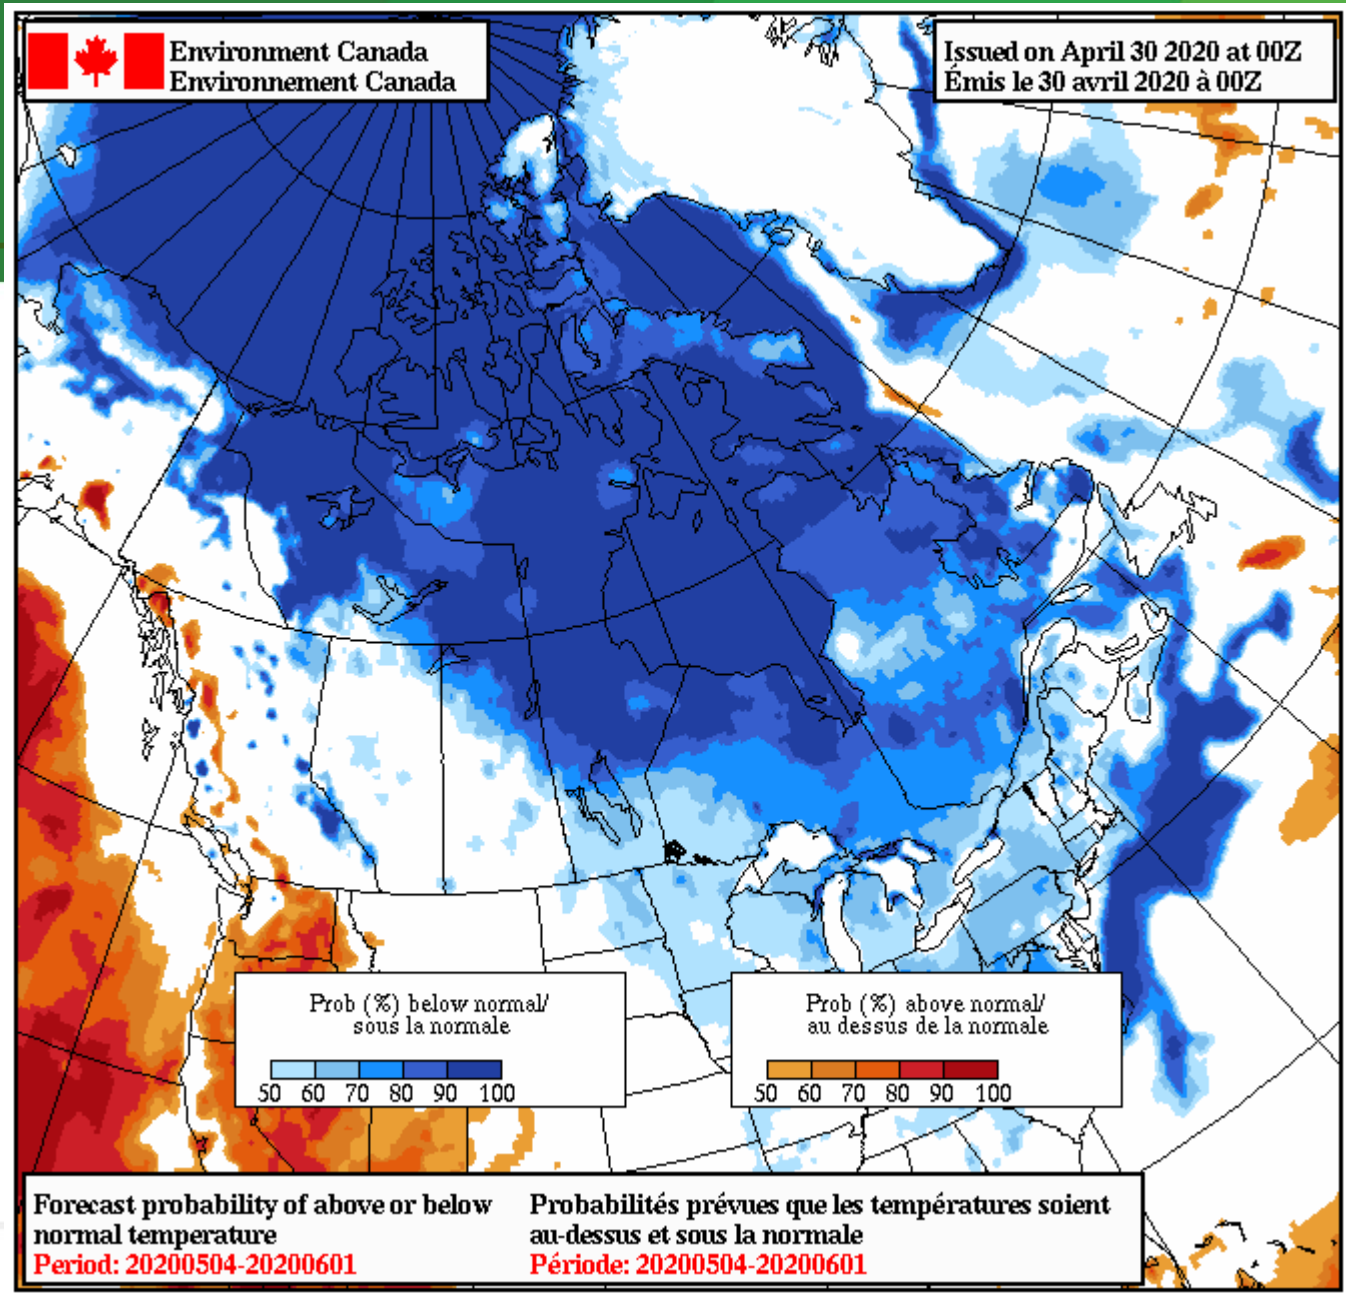 Environment Canada
Environnement Canada
Issued on April 30 2020 at 00Z
Émis le 30 avril 2020 à 00Z
Prob (%) below normal/
sous la normale
50 60 70 80 90 100
Prob (%) above normal/
au dessus de la normale
50 60 70 80 90 100
Forecast probability of above or below
normal temperature
Period: 20200504-20200601
Probabilités prévues que les températures soient
au-dessus et sous la normale
Période: 20200504-20200601